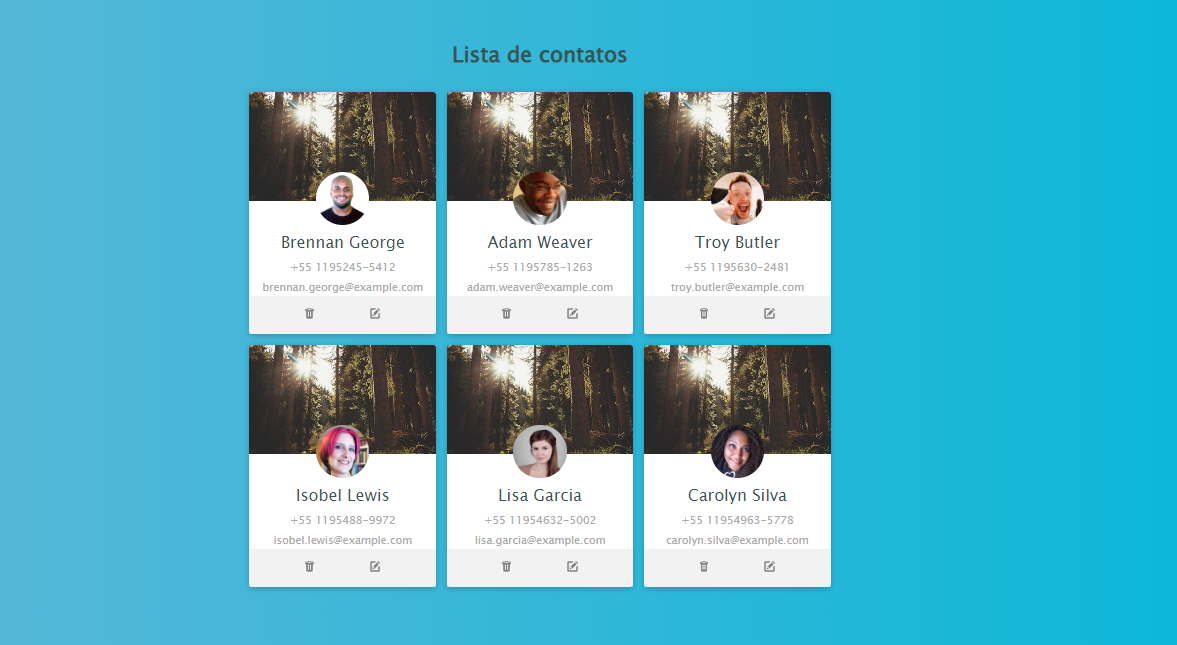 Lista de contatos
Brennan George
+55 1195245-5412
brennan.george@example.com
Adam Weaver
+55 1195785-1263
adam.weaver@example.com
Troy Butler
+55 1195630-2481
troy.butler@example.com
Isobel Lewis
+55 1195488-9972
isobel.lewis@example.com
Lisa Garcia
+55 11954632-5002
lisa.garcia@example.com
Carolyn Silva
+55 11954963-5778
carolyn.silva@example.com